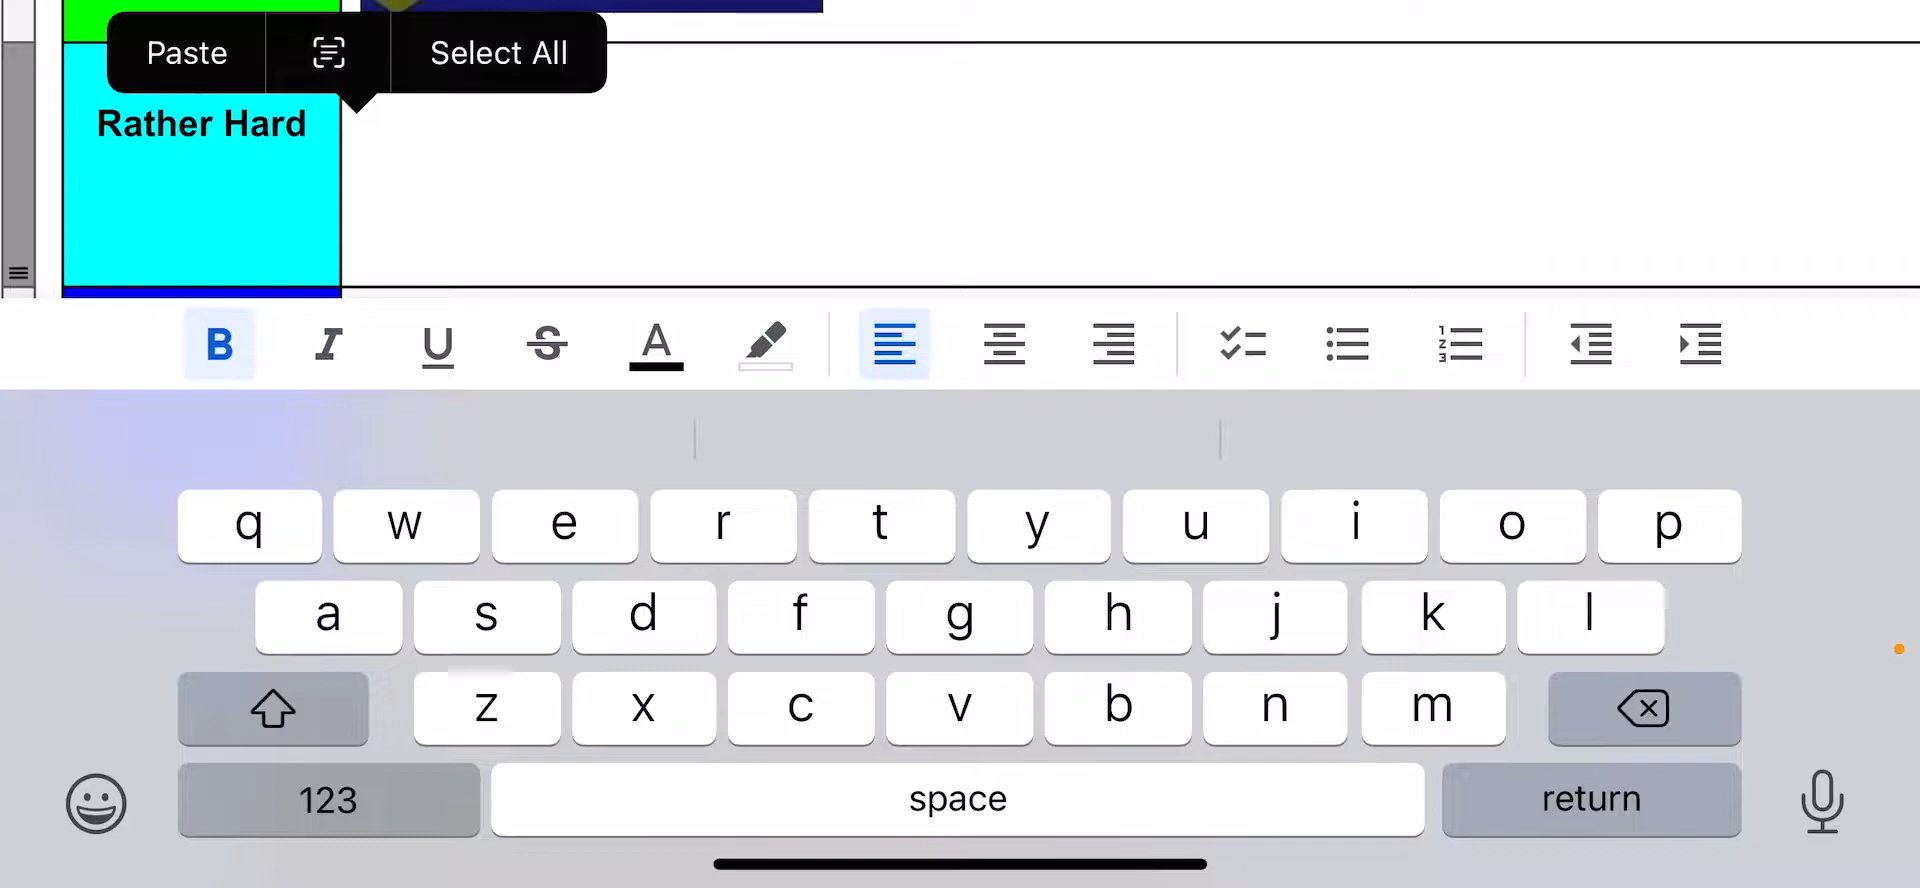 Paste Select All
Rather Hard
B I U S A
q w e r t y u i o p
a s d f g h j k l
z x c v b n m
123 space return